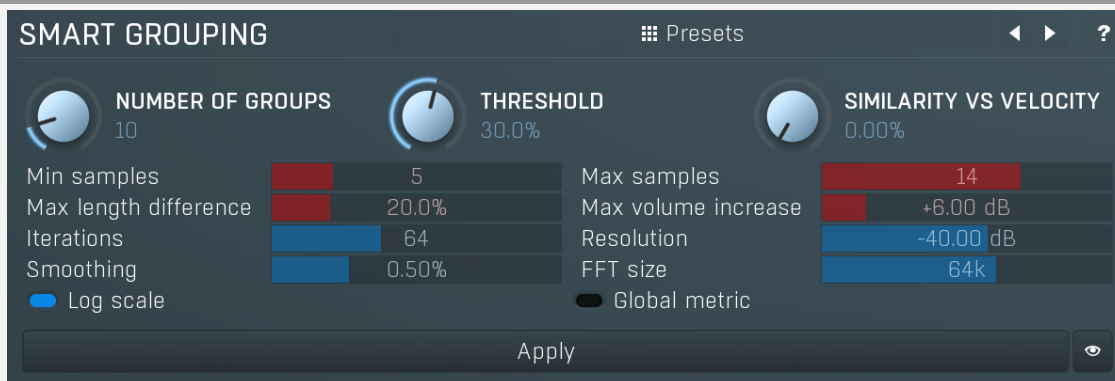 SMART GROUPING Presets ?
NUMBER OF GROUPS THRESHOLD SIMILARITY VS VELOCITY
10 30.0% 0.00%
Min samples 5 Max samples 14
Max length difference 20.0% Max volume increase +6.00 dB
Iterations 64 Resolution -40.00 dB
Smoothing 0.50% FFT size 64k
Log scale Global metric
Apply